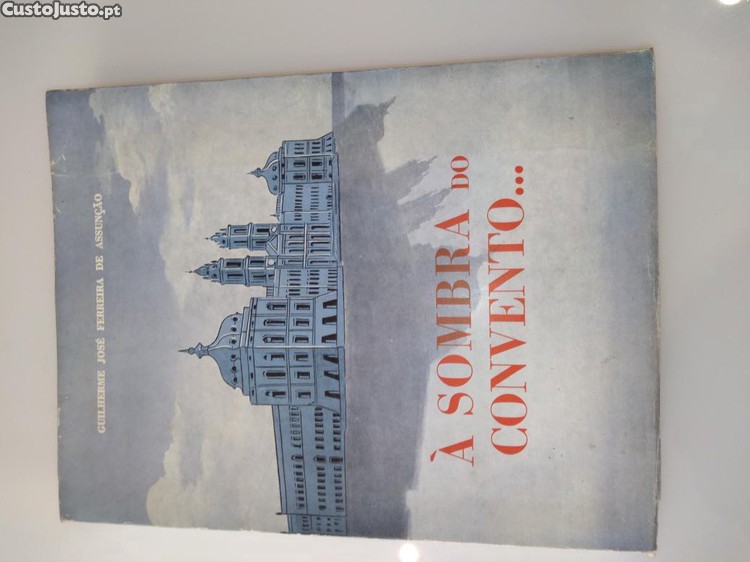 CustoJusto.pt
GUILHERME JOSÉ FERREIRA DE ASSUNÇÃO
À SOMBRA DO
CONVENTO...